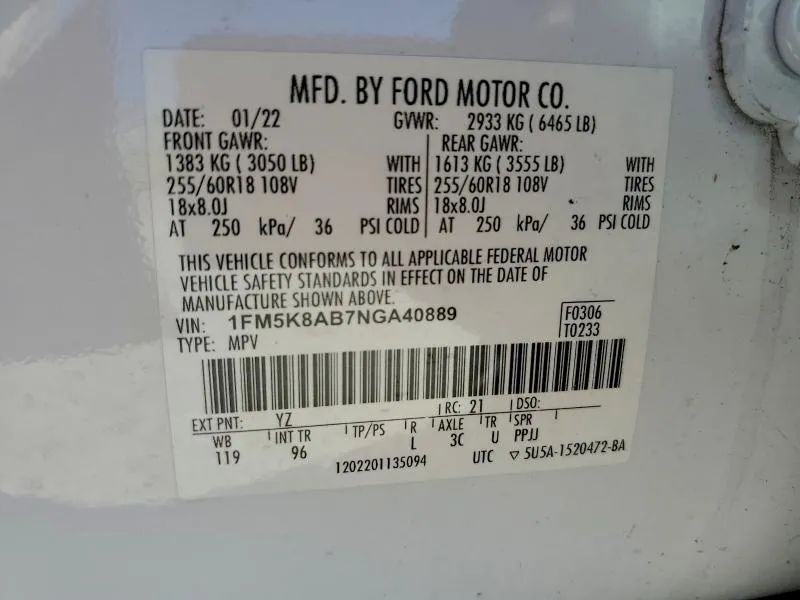 MFD. BY FORD MOTOR CO.
DATE: 01/22 GVWR: 2933 KG ( 6465 LB)
FRONT GAWR: REAR GAWR:
1383 KG ( 3050 LB) WITH 1613 KG ( 3555 LB) WITH
255/60R18 108V TIRES 255/60R18 108V TIRES
18x8.0J RIMS 18x8.0J RIMS
AT 250 kPa/ 36 PSI COLD AT 250 kPa/ 36 PSI COLD
THIS VEHICLE CONFORMS TO ALL APPLICABLE FEDERAL MOTOR
VEHICLE SAFETY STANDARDS IN EFFECT ON THE DATE OF
MANUFACTURE SHOWN ABOVE.
VIN: 1FM5K8AB7NGA40889 F0306
TYPE: MPV T0233
EXT PNT: YZ RC: 21 DSO:
WB INT TR TP/PS R AXLE TR SPR
119 96 L 3C U PPJJ
1202201135094 UTC ▽ 5U5A-1520472-BA